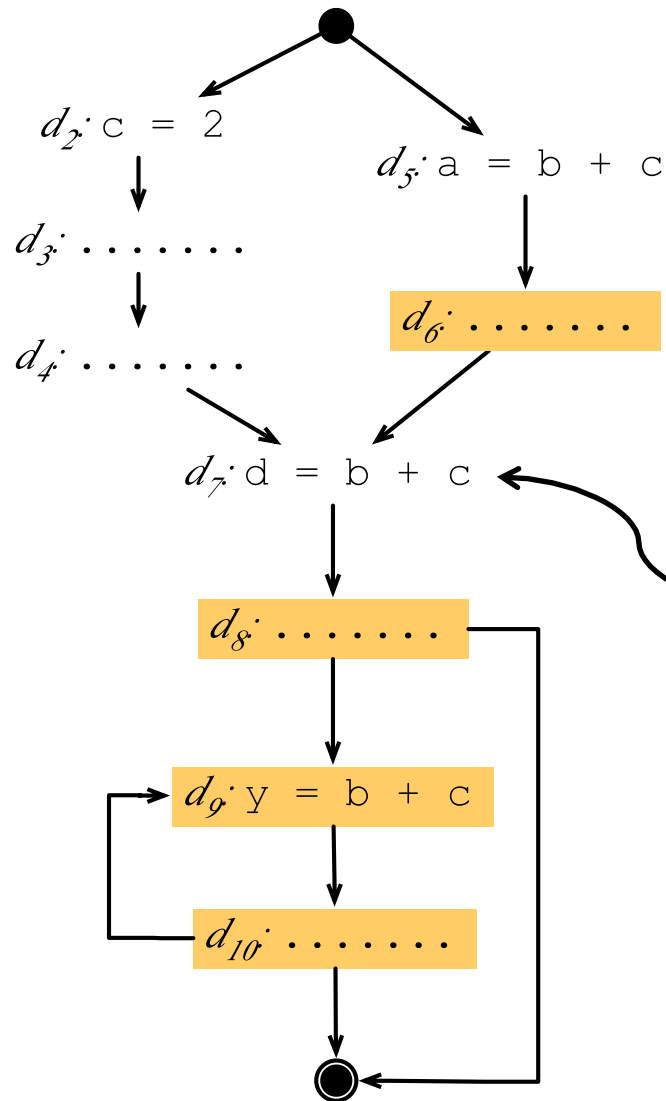 d2: c = 2
d5: a = b + c
d3: .......
d6: .......
d4: .......
d7: d = b + c
d8: .......
d9: y = b + c
d10: .......